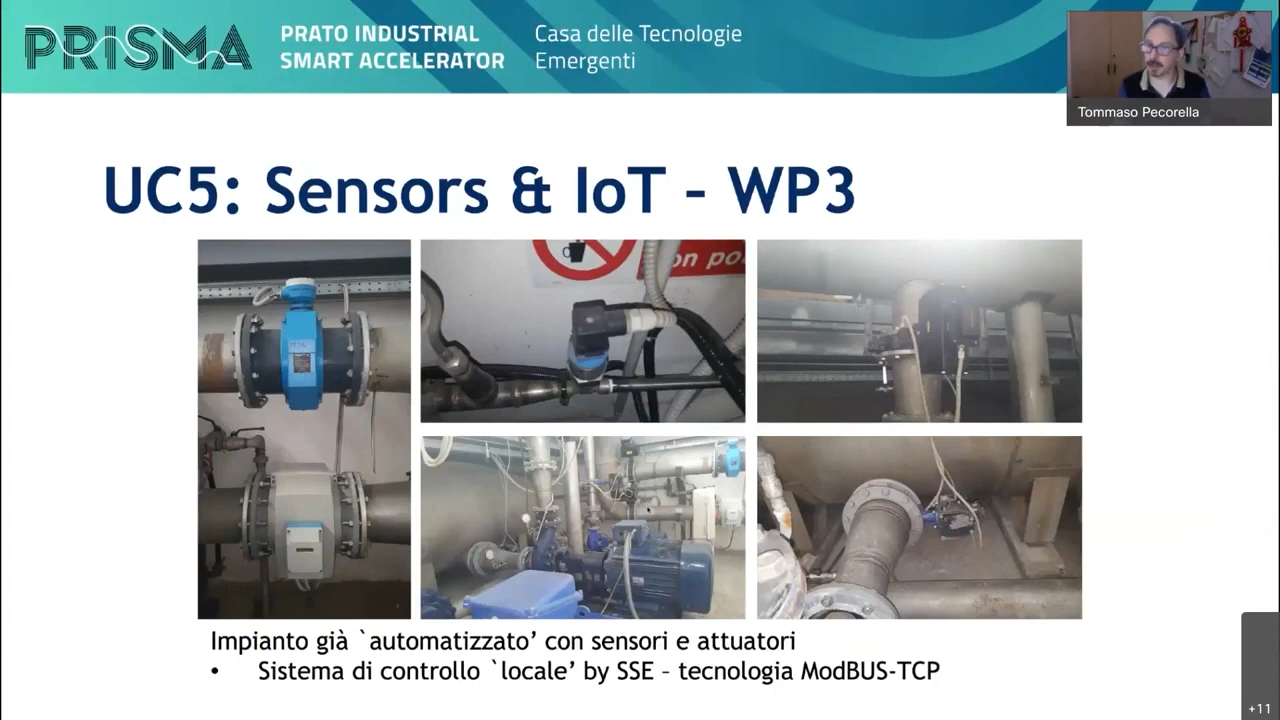 PRISMA
PRATO INDUSTRIAL
SMART ACCELERATOR
Casa delle Tecnologie
Emergenti
Tommaso Pecorella
UC5: Sensors & IoT – WP3
on po
Impianto già `automatizzato’ con sensori e attuatori
• Sistema di controllo `locale’ by SSE – tecnologia ModBUS-TCP
+11